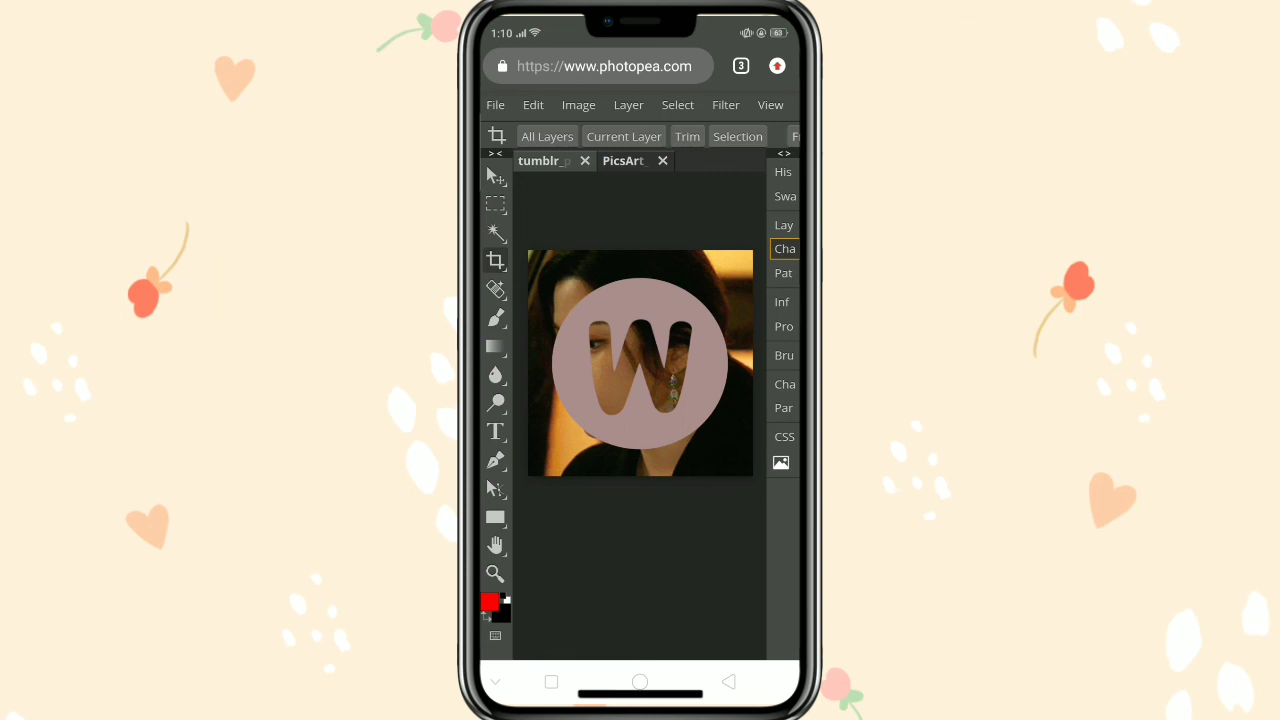 1:10
63
https://www.photopea.com
3
File Edit Image Layer Select Filter View
All Layers Current Layer Trim Selection F
> < tumblr_p PicsArt_ < >
His
Swa
Lay
Cha
Pat
Inf
Pro
Bru
Cha
Par
CSS
W
T